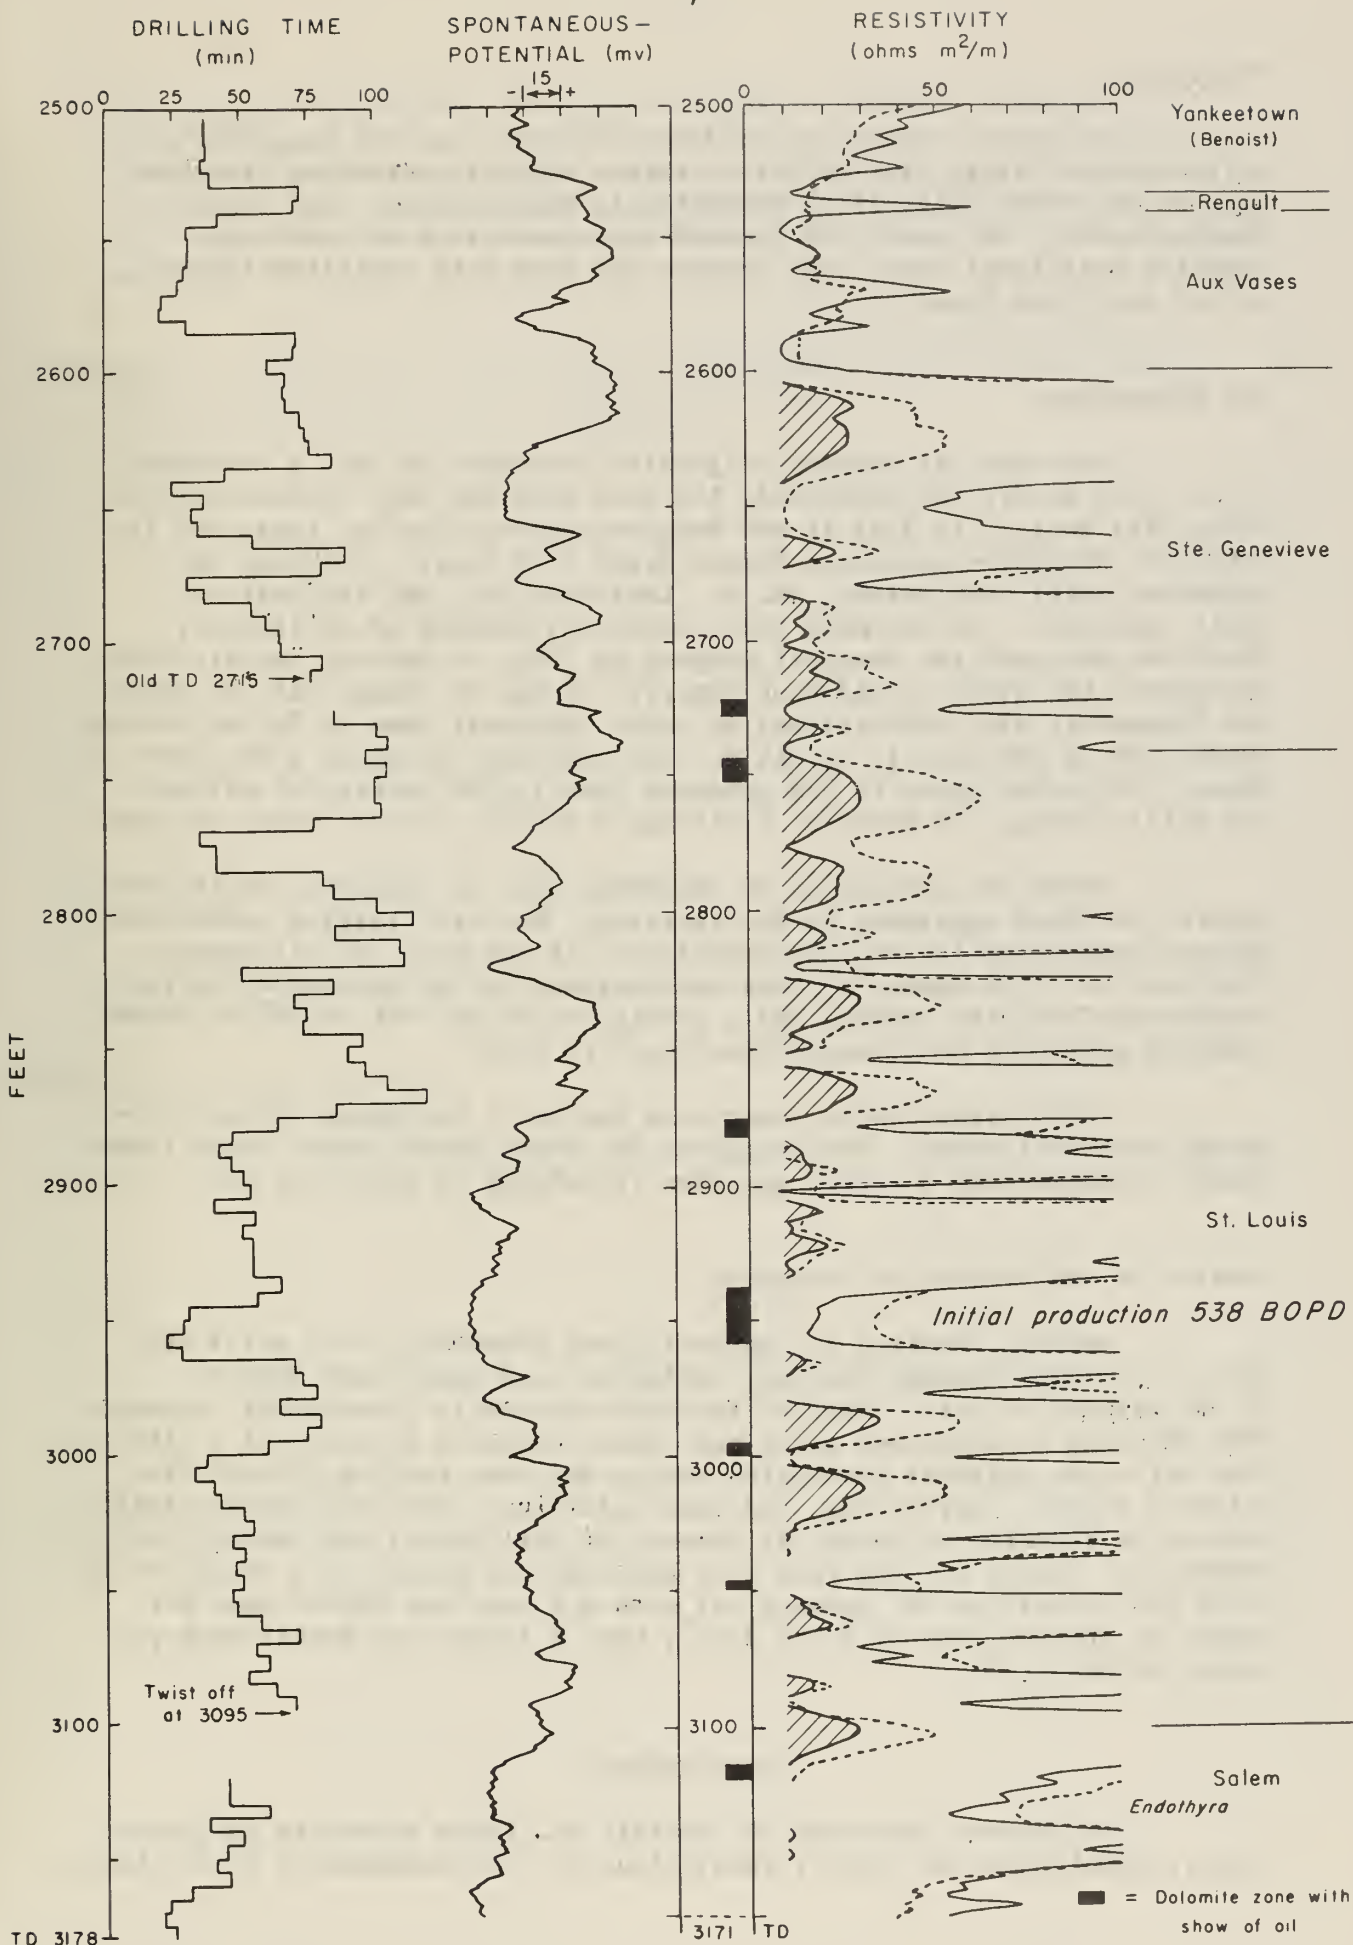 DRILLING TIME
(min)
SPONTANEOUS-
POTENTIAL (mv)
RESISTIVITY
(ohms m²/m)
0 25 50 75 100
15
-|↔|+
0 50 100
2500
2500
Yankeetown
(Benoist)
Renault
Aux Vases
2600
2600
Ste. Genevieve
2700
2700
Old TD 2715
2800
2800
FEET
2900
2900
St. Louis
Initial production 538 BOPD
3000
3000
Twist off
at 3095
3100
3100
Salem
Endothyra
= Dolomite zone with
show of oil
TD 3178
3171 TD